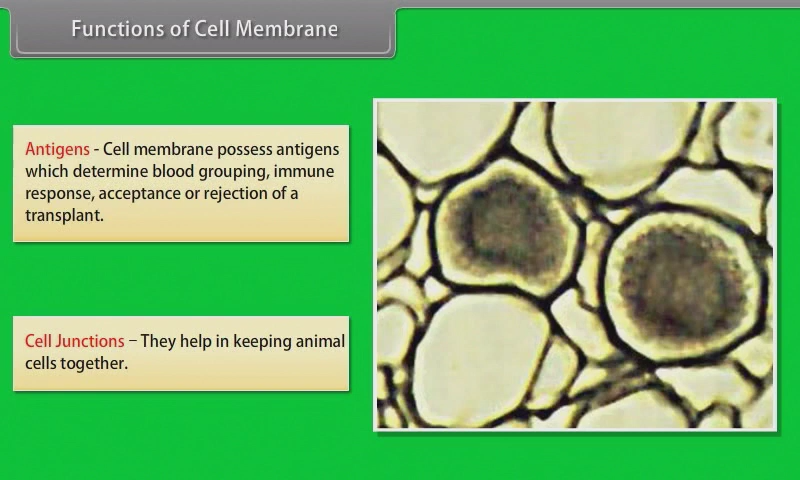 Functions of Cell Membrane
Antigens - Cell membrane possess antigens
which determine blood grouping, immune
response, acceptance or rejection of a
transplant.
Cell Junctions – They help in keeping animal
cells together.